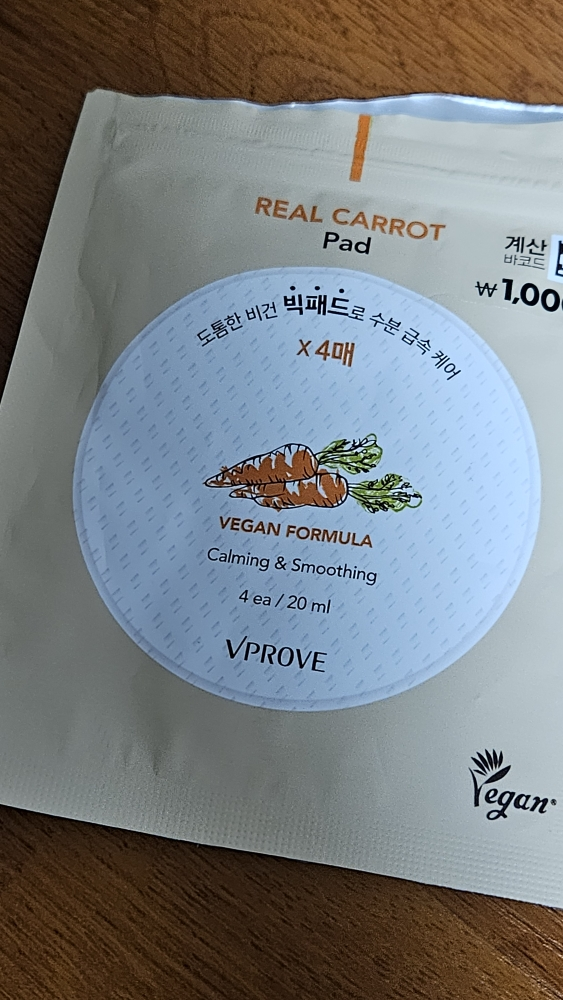 REAL CARROT
Pad
계산
바코드
₩1,00
도톰한 비건 빅패드로 수분 급속 케어
X 4매
VEGAN FORMULA
Calming & Smoothing
4 ea / 20 ml
VPROVE
Vegan®